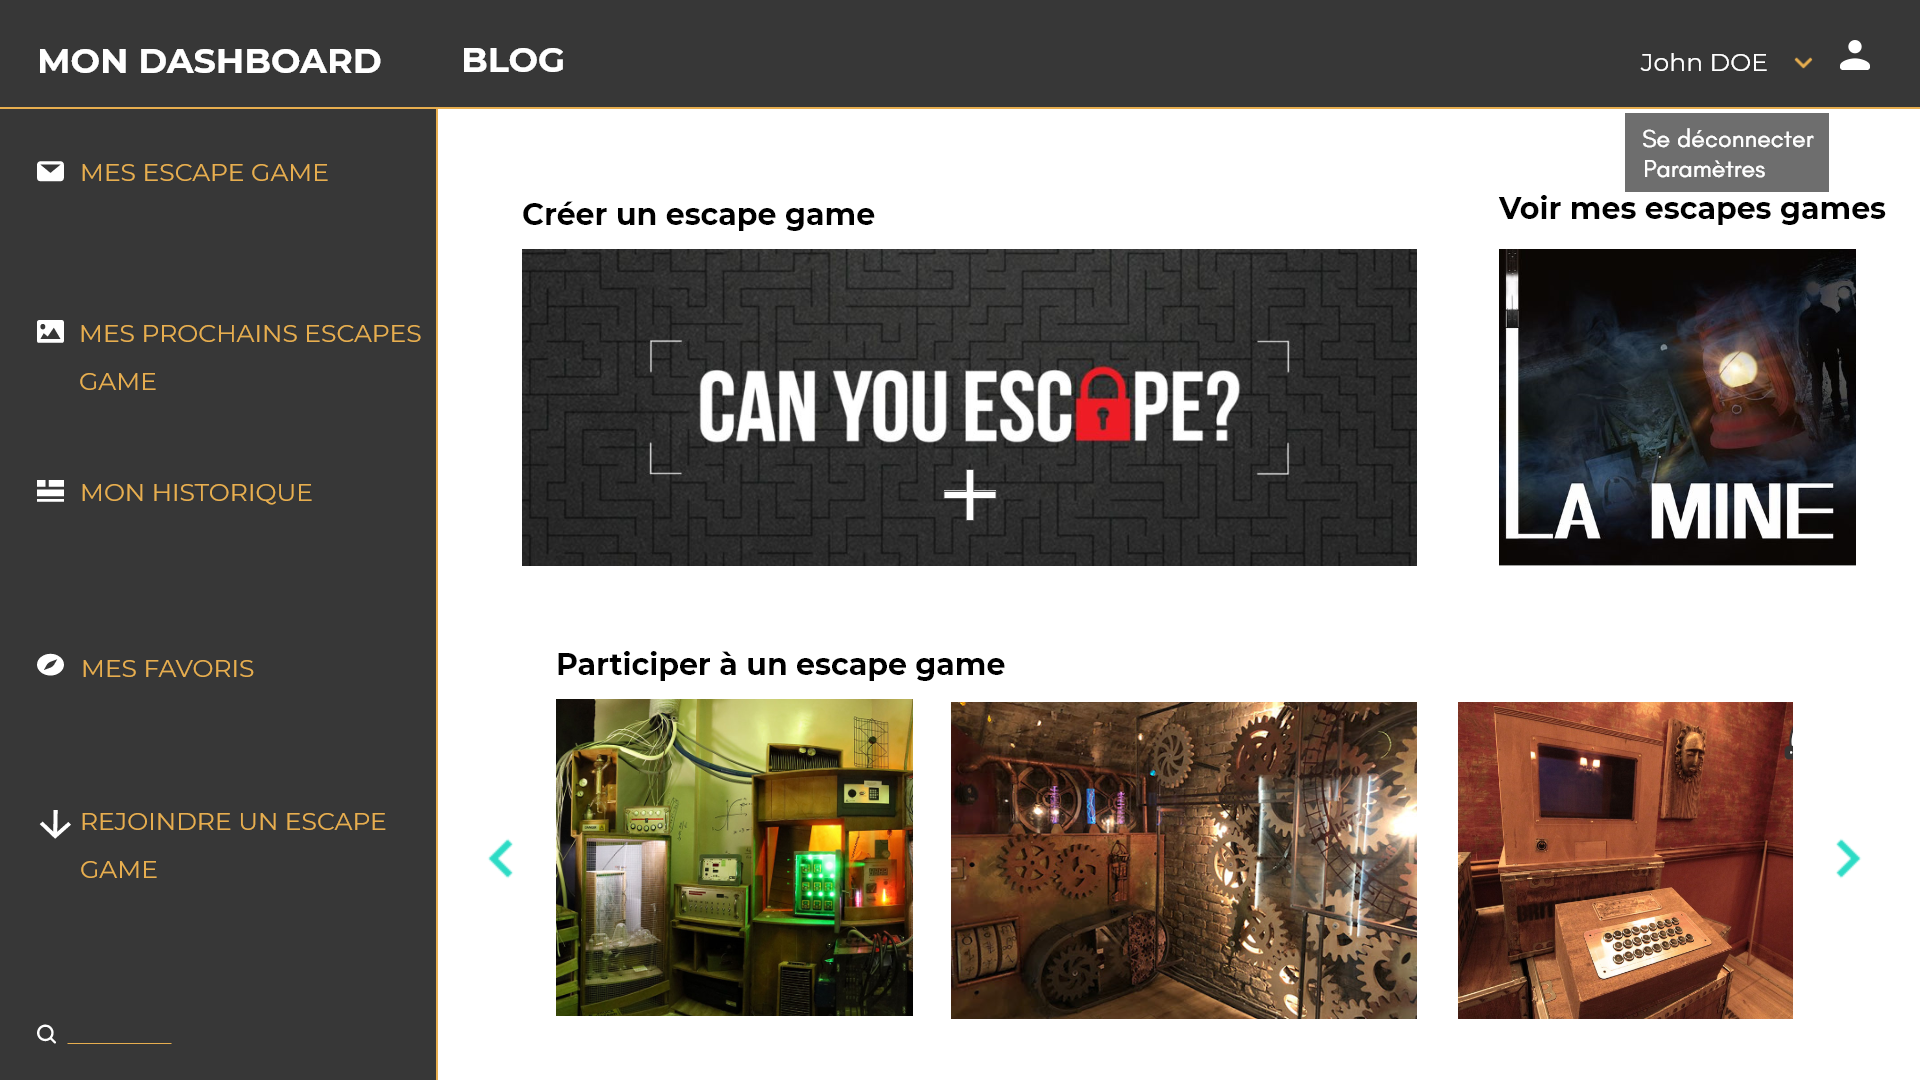 MON DASHBOARD
BLOG
John DOE
Se déconnecter
Paramètres
MES ESCAPE GAME
MES PROCHAINS ESCAPES
GAME
MON HISTORIQUE
MES FAVORIS
REJOINDRE UN ESCAPE
GAME
Créer un escape game
CAN YOU ESCAPE?
Voir mes escapes games
LA MINE
Participer à un escape game